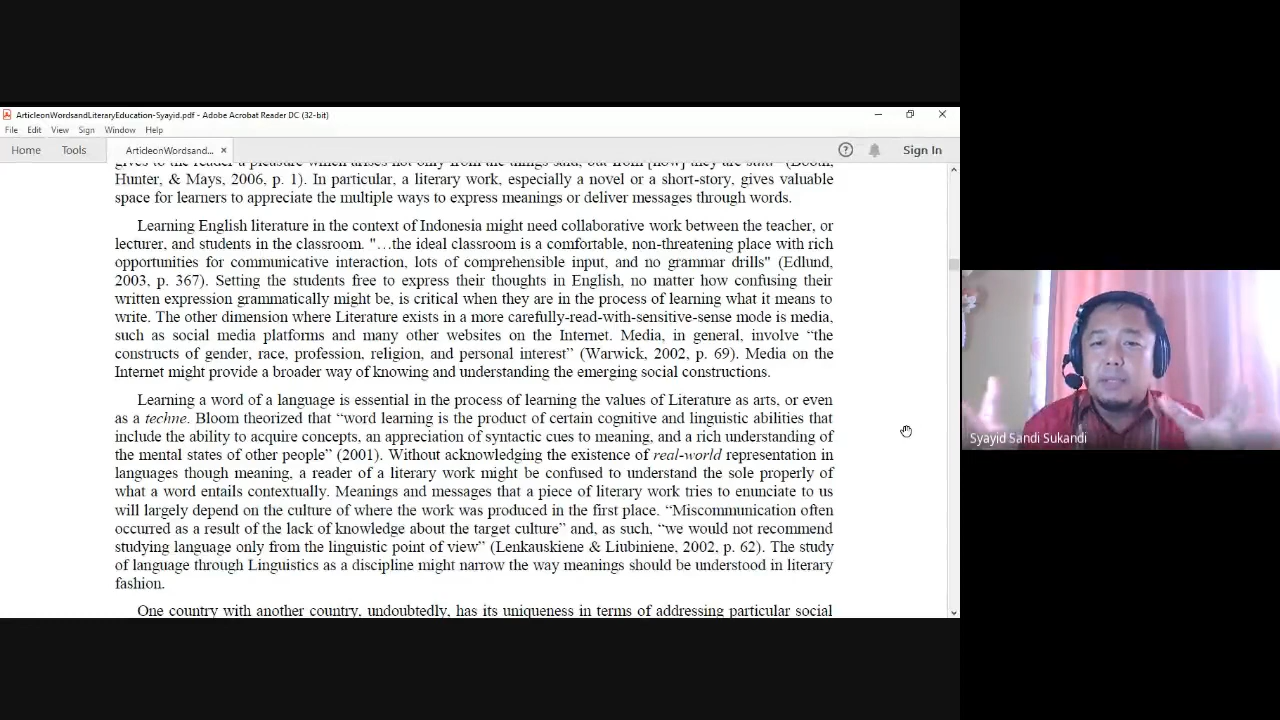 ArticleonWordsandLiteraryEducation-Syayid.pdf - Adobe Acrobat Reader DC (32-bit)
File Edit View Sign Window Help
Home Tools ArticleonWordsand... × Sign In
gives to the reader a pleasure which arises not only from the things said, but from [how] they are said" (Booth,
Hunter, & Mays, 2006, p. 1). In particular, a literary work, especially a novel or a short-story, gives valuable
space for learners to appreciate the multiple ways to express meanings or deliver messages through words.
Learning English literature in the context of Indonesia might need collaborative work between the teacher, or
lecturer, and students in the classroom. "…the ideal classroom is a comfortable, non-threatening place with rich
opportunities for communicative interaction, lots of comprehensible input, and no grammar drills" (Edlund,
2003, p. 367). Setting the students free to express their thoughts in English, no matter how confusing their
written expression grammatically might be, is critical when they are in the process of learning what it means to
write. The other dimension where Literature exists in a more carefully-read-with-sensitive-sense mode is media,
such as social media platforms and many other websites on the Internet. Media, in general, involve “the
constructs of gender, race, profession, religion, and personal interest” (Warwick, 2002, p. 69). Media on the
Internet might provide a broader way of knowing and understanding the emerging social constructions.
Learning a word of a language is essential in the process of learning the values of Literature as arts, or even
as a techne. Bloom theorized that “word learning is the product of certain cognitive and linguistic abilities that
include the ability to acquire concepts, an appreciation of syntactic cues to meaning, and a rich understanding of
the mental states of other people” (2001). Without acknowledging the existence of real-world representation in
languages though meaning, a reader of a literary work might be confused to understand the sole properly of
what a word entails contextually. Meanings and messages that a piece of literary work tries to enunciate to us
will largely depend on the culture of where the work was produced in the first place. “Miscommunication often
occurred as a result of the lack of knowledge about the target culture” and, as such, “we would not recommend
studying language only from the linguistic point of view” (Lenkauskiene & Liubiniene, 2002, p. 62). The study
of language through Linguistics as a discipline might narrow the way meanings should be understood in literary
fashion.
One country with another country, undoubtedly, has its uniqueness in terms of addressing particular social
Syayid Sandi Sukandi